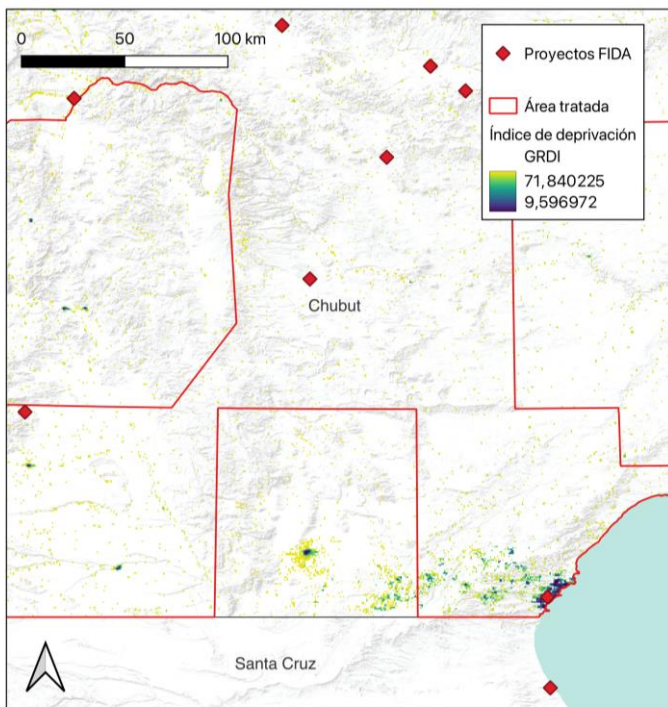 0 50 100 km
Proyectos FIDA
Área tratada
Índice de deprivación
GRDI
71,840225
9,596972
Chubut
Santa Cruz